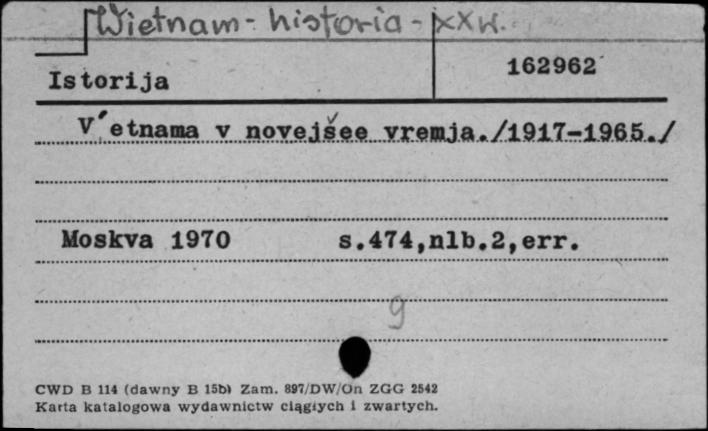 Wietnam - historia - XX w.
162962
Istorija
V'etnama v novejšee vremja./1917-1965./
Moskva 1970 s.474,nlb.2,err.
g
CWD B 114 (dawny B 15b) Zam. 897/DW/On ZGG 2542
Karta katalogowa wydawnictw ciągłych i zwartych.